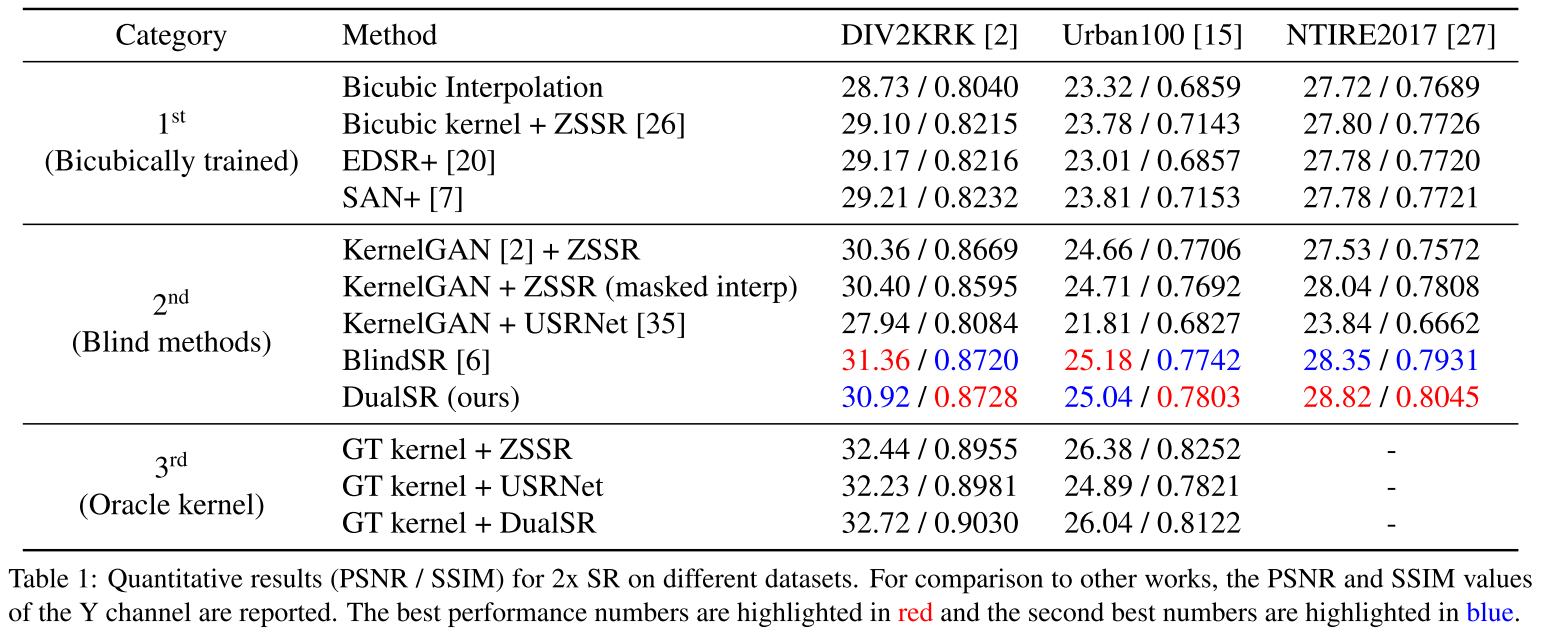 Category Method DIV2KRK [2] Urban100 [15] NTIRE2017 [27]
1st (Bicubically trained)
Bicubic Interpolation 28.73 / 0.8040 23.32 / 0.6859 27.72 / 0.7689
Bicubic kernel + ZSSR [26] 29.10 / 0.8215 23.78 / 0.7143 27.80 / 0.7726
EDSR+ [20] 29.17 / 0.8216 23.01 / 0.6857 27.78 / 0.7720
SAN+ [7] 29.21 / 0.8232 23.81 / 0.7153 27.78 / 0.7721
2nd (Blind methods)
KernelGAN [2] + ZSSR 30.36 / 0.8669 24.66 / 0.7706 27.53 / 0.7572
KernelGAN + ZSSR (masked interp) 30.40 / 0.8595 24.71 / 0.7692 28.04 / 0.7808
KernelGAN + USRNet [35] 27.94 / 0.8084 21.81 / 0.6827 23.84 / 0.6662
BlindSR [6] 31.36 / 0.8720 25.18 / 0.7742 28.35 / 0.7931
DualSR (ours) 30.92 / 0.8728 25.04 / 0.7803 28.82 / 0.8045
3rd (Oracle kernel)
GT kernel + ZSSR 32.44 / 0.8955 26.38 / 0.8252 -
GT kernel + USRNet 32.23 / 0.8981 24.89 / 0.7821 -
GT kernel + DualSR 32.72 / 0.9030 26.04 / 0.8122 -
Table 1: Quantitative results (PSNR / SSIM) for 2x SR on different datasets. For comparison to other works, the PSNR and SSIM values
of the Y channel are reported. The best performance numbers are highlighted in red and the second best numbers are highlighted in blue.